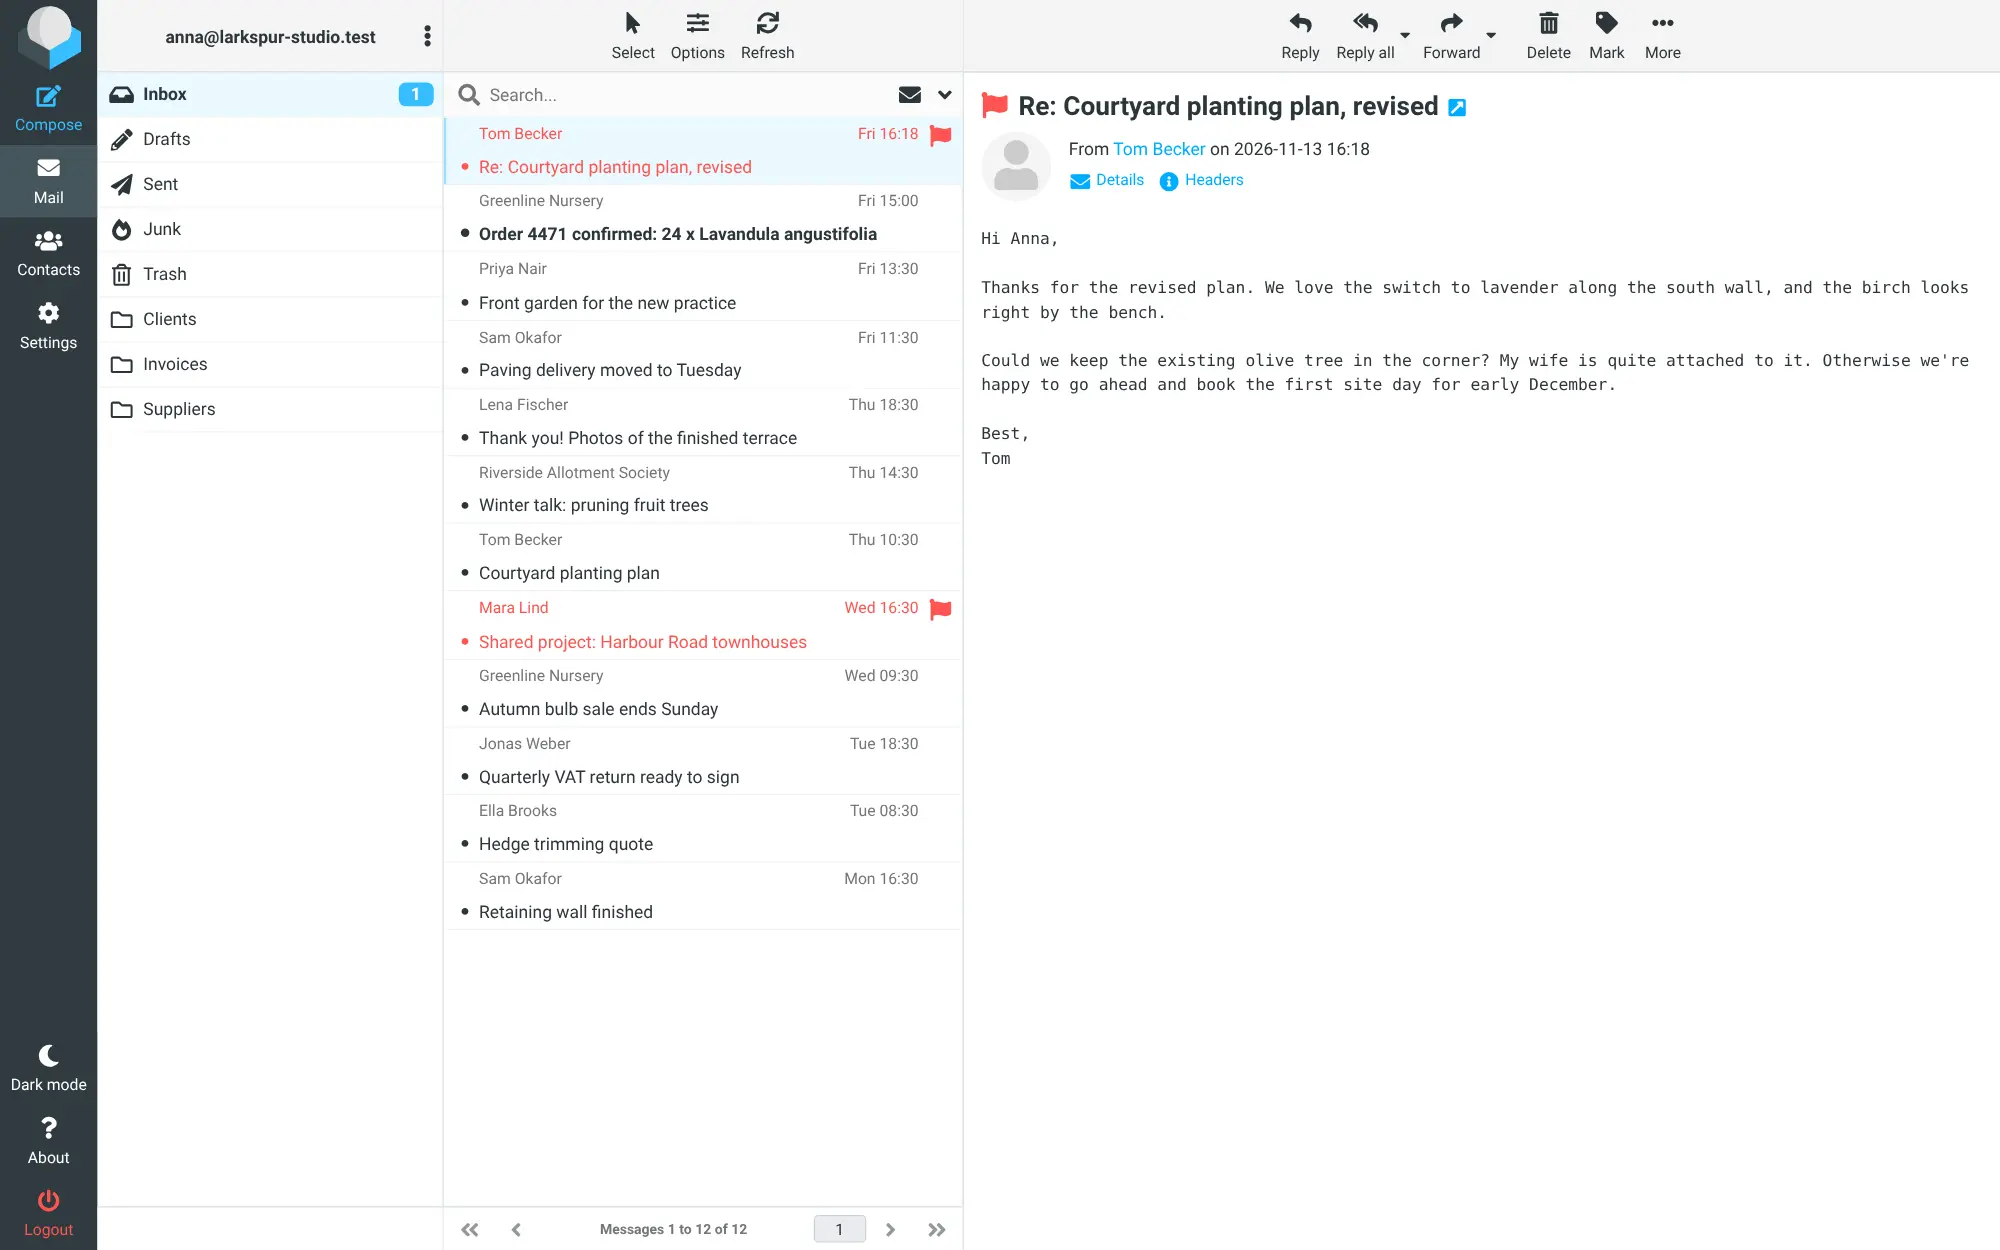 anna@larkspur-studio.test
Compose
Mail
Contacts
Settings
Dark mode
About
Logout
Inbox 1
Drafts
Sent
Junk
Trash
Clients
Invoices
Suppliers
Select Options Refresh
Search...
Tom Becker Fri 16:18
Re: Courtyard planting plan, revised
Greenline Nursery Fri 15:00
Order 4471 confirmed: 24 x Lavandula angustifolia
Priya Nair Fri 13:30
Front garden for the new practice
Sam Okafor Fri 11:30
Paving delivery moved to Tuesday
Lena Fischer Thu 18:30
Thank you! Photos of the finished terrace
Riverside Allotment Society Thu 14:30
Winter talk: pruning fruit trees
Tom Becker Thu 10:30
Courtyard planting plan
Mara Lind Wed 16:30
Shared project: Harbour Road townhouses
Greenline Nursery Wed 09:30
Autumn bulb sale ends Sunday
Jonas Weber Tue 18:30
Quarterly VAT return ready to sign
Ella Brooks Tue 08:30
Hedge trimming quote
Sam Okafor Mon 16:30
Retaining wall finished
Messages 1 to 12 of 12 1
Reply Reply all Forward Delete Mark More
Re: Courtyard planting plan, revised
From Tom Becker on 2026-11-13 16:18
Details Headers
Hi Anna,
Thanks for the revised plan. We love the switch to lavender along the south wall, and the birch looks
right by the bench.
Could we keep the existing olive tree in the corner? My wife is quite attached to it. Otherwise we're
happy to go ahead and book the first site day for early December.
Best,
Tom